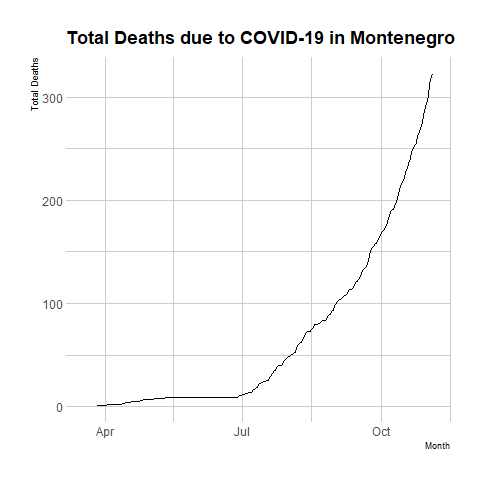 Total Deaths due to COVID-19 in Montenegro
Total Deaths
300
200
100
0
Apr Jul Oct
Month